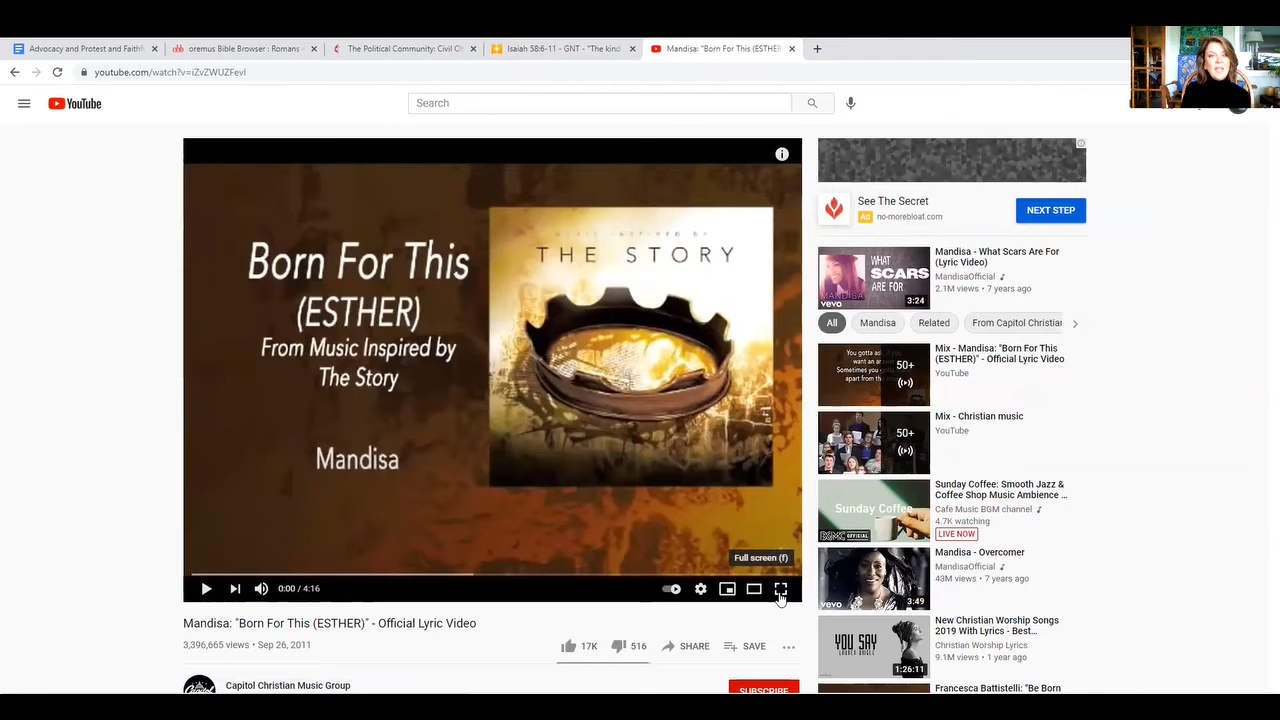 Advocacy and Protest and Faithf
oremus Bible Browser : Romans
The Political Community: Civil Ob
Isaiah 58:6-11 - GNT - "The kind
Mandisa: "Born For This (ESTHER
youtube.com/watch?v=iZvZWUZFevI
YouTube
Search
Born For This
(ESTHER)
From Music Inspired by
The Story
Mandisa
THE STORY
Full screen (f)
0:00 / 4:16
Mandisa: "Born For This (ESTHER)" - Official Lyric Video
3,396,665 views • Sep 26, 2011
17K
516
SHARE
SAVE
Capitol Christian Music Group
SUBSCRIBE
See The Secret
Ad no-morebloat.com
NEXT STEP
WHAT
SCARS
ARE FOR
MANDISA
vevo
3:24
Mandisa - What Scars Are For
(Lyric Video)
MandisaOfficial
2.1M views • 7 years ago
All
Mandisa
Related
From Capitol Christian
50+
Mix - Mandisa: "Born For This
(ESTHER)" - Official Lyric Video
YouTube
50+
Mix - Christian music
YouTube
Sunday Coffee
Sunday Coffee: Smooth Jazz &
Coffee Shop Music Ambience ...
Cafe Music BGM channel
4.7K watching
LIVE NOW
vevo
3:49
Mandisa - Overcomer
MandisaOfficial
43M views • 7 years ago
YOU SAY
1:26:11
New Christian Worship Songs
2019 With Lyrics - Best...
Christian Worship Lyrics
9.1M views • 1 year ago
Francesca Battistelli: "Be Born